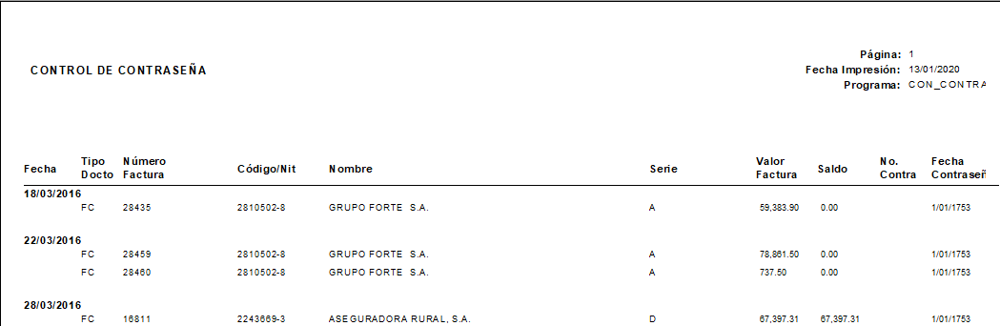 Página: 1
CONTROL DE CONTRASEÑA
Fecha Impresión: 13/01/2020
Programa: CON_CONTRA
Fecha Tipo Docto Número Factura Código/Nit Nombre Serie Valor Factura Saldo No. Contra Fecha Contraseñ
18/03/2016
FC 28435 2810502-8 GRUPO FORTE S.A. A 59,383.90 0.00 1/01/1753
22/03/2016
FC 28459 2810502-8 GRUPO FORTE S.A. A 78,861.50 0.00 1/01/1753
FC 28460 2810502-8 GRUPO FORTE S.A. A 737.50 0.00 1/01/1753
28/03/2016
FC 16811 2243669-3 ASEGURADORA RURAL, S.A. D 67,397.31 67,397.31 1/01/1753